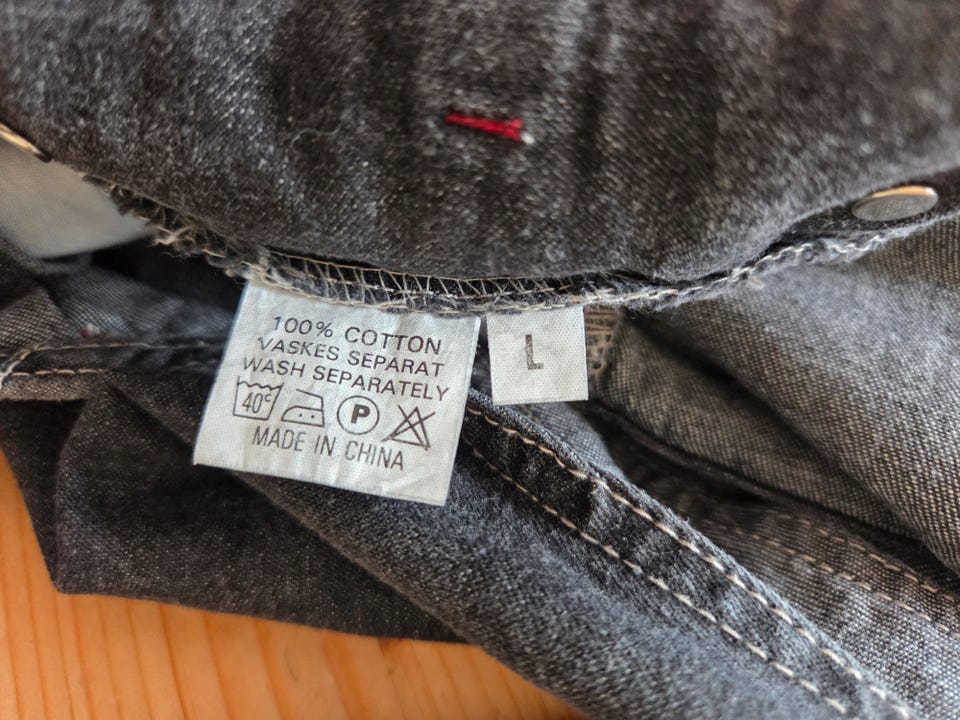 100% COTTON
VASKES SEPARAT
WASH SEPARATELY
40°C P
MADE IN CHINA
L